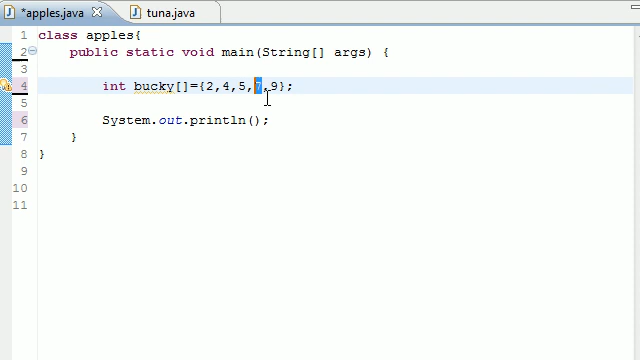 *apples.java tuna.java
1 class apples{
2 public static void main(String[] args) {
3
4 int bucky[]={2,4,5,7,9};
5
6 System.out.println();
7 }
8 }
9
10
11